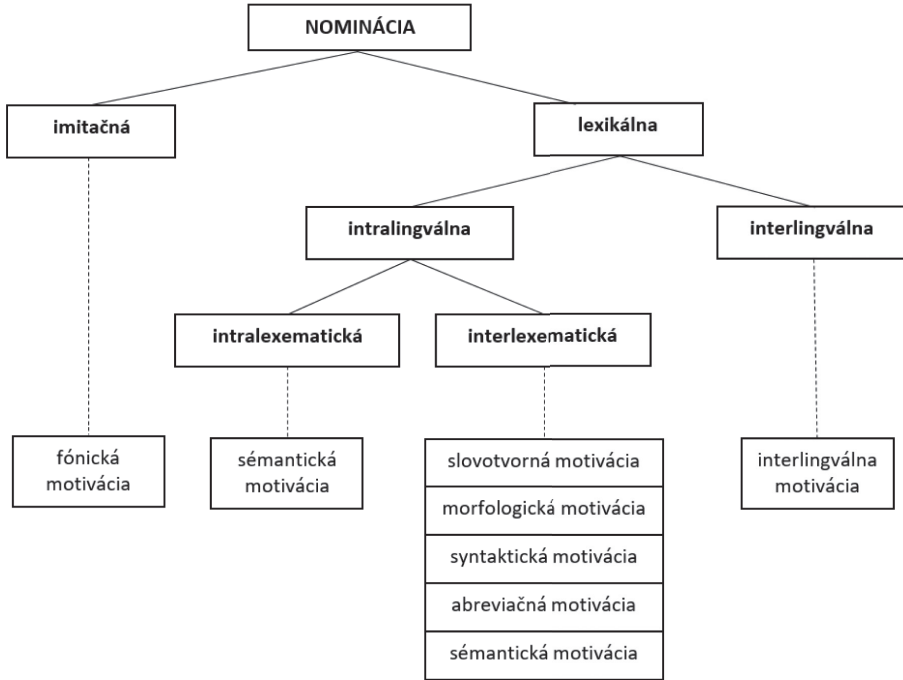 NOMINÁCIA
imitačná
lexikálna
intralingválna
interlingválna
intralexematická
interlexematická
fónická
motivácia
sémantická
motivácia
slovotvorná motivácia
morfologická motivácia
syntaktická motivácia
abreviačná motivácia
sémantická motivácia
interlingválna
motivácia